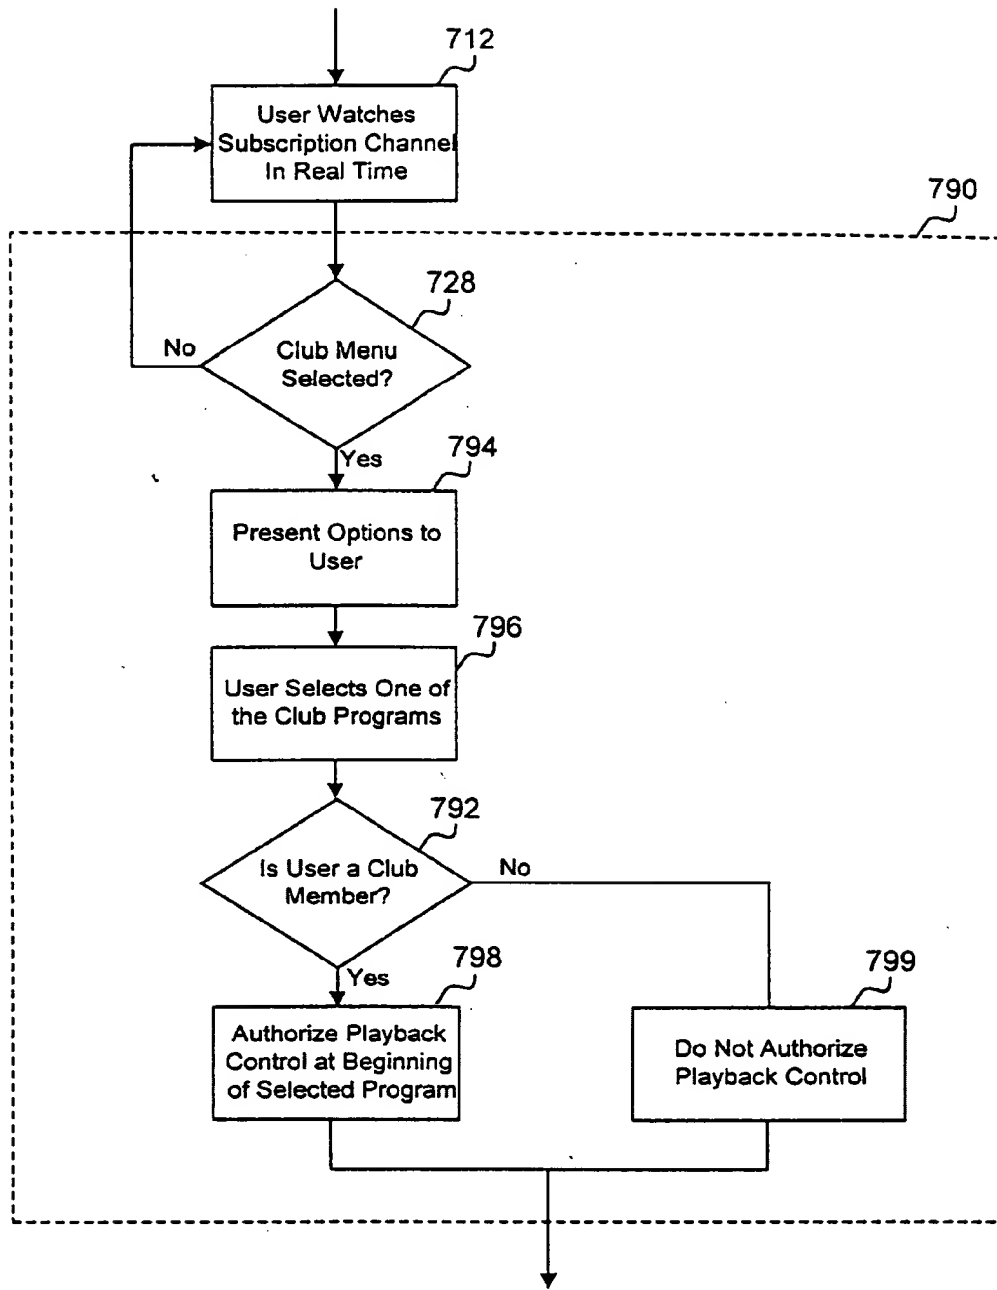 712
User Watches
Subscription Channel
In Real Time
790
728
Club Menu
Selected?
No
Yes
794
Present Options to
User
796
User Selects One of
the Club Programs
792
Is User a Club
Member?
No
Yes
798
Authorize Playback
Control at Beginning
of Selected Program
799
Do Not Authorize
Playback Control